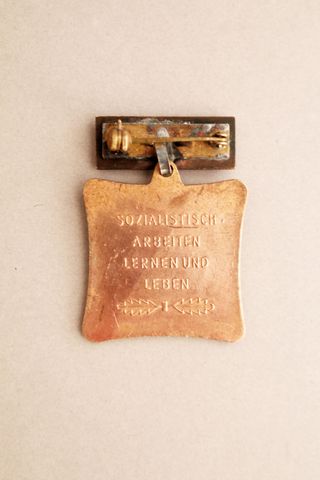 SOZIALISTISCH
ARBEITEN
LERNEN UND
LEBEN